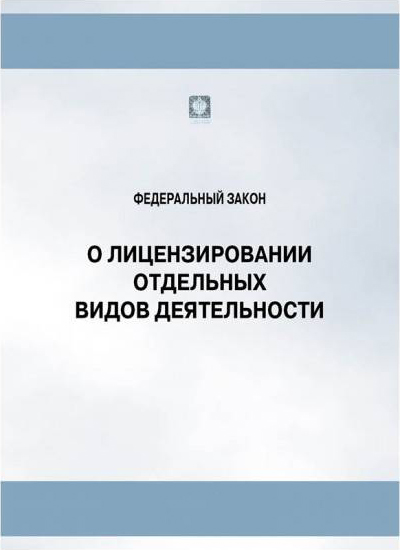 ФЕДЕРАЛЬНЫЙ ЗАКОН
О ЛИЦЕНЗИРОВАНИИ
ОТДЕЛЬНЫХ
ВИДОВ ДЕЯТЕЛЬНОСТИ